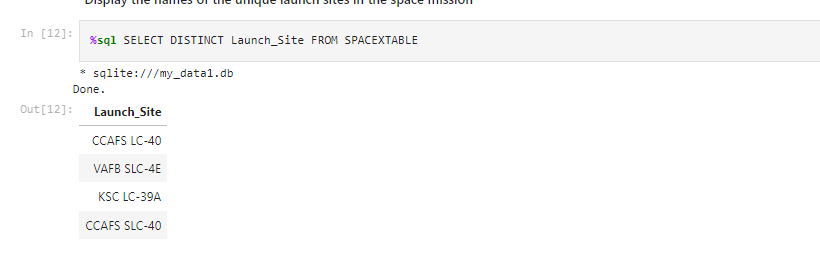 Display the names of the unique launch sites in the space mission
In [12]: %sql SELECT DISTINCT Launch_Site FROM SPACEXTABLE
* sqlite:///my_data1.db
Done.
Out[12]: Launch_Site
CCAFS LC-40
VAFB SLC-4E
KSC LC-39A
CCAFS SLC-40